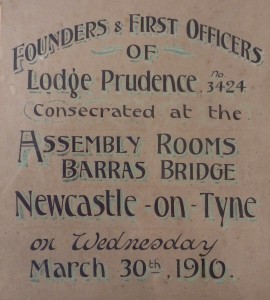 FOUNDERS & FIRST OFFICERS
OF
Lodge Prudence, no 3424
Consecrated at the
ASSEMBLY ROOMS
BARRAS BRIDGE
Newcastle-on-Tyne
on Wednesday
March 30th, 1910.